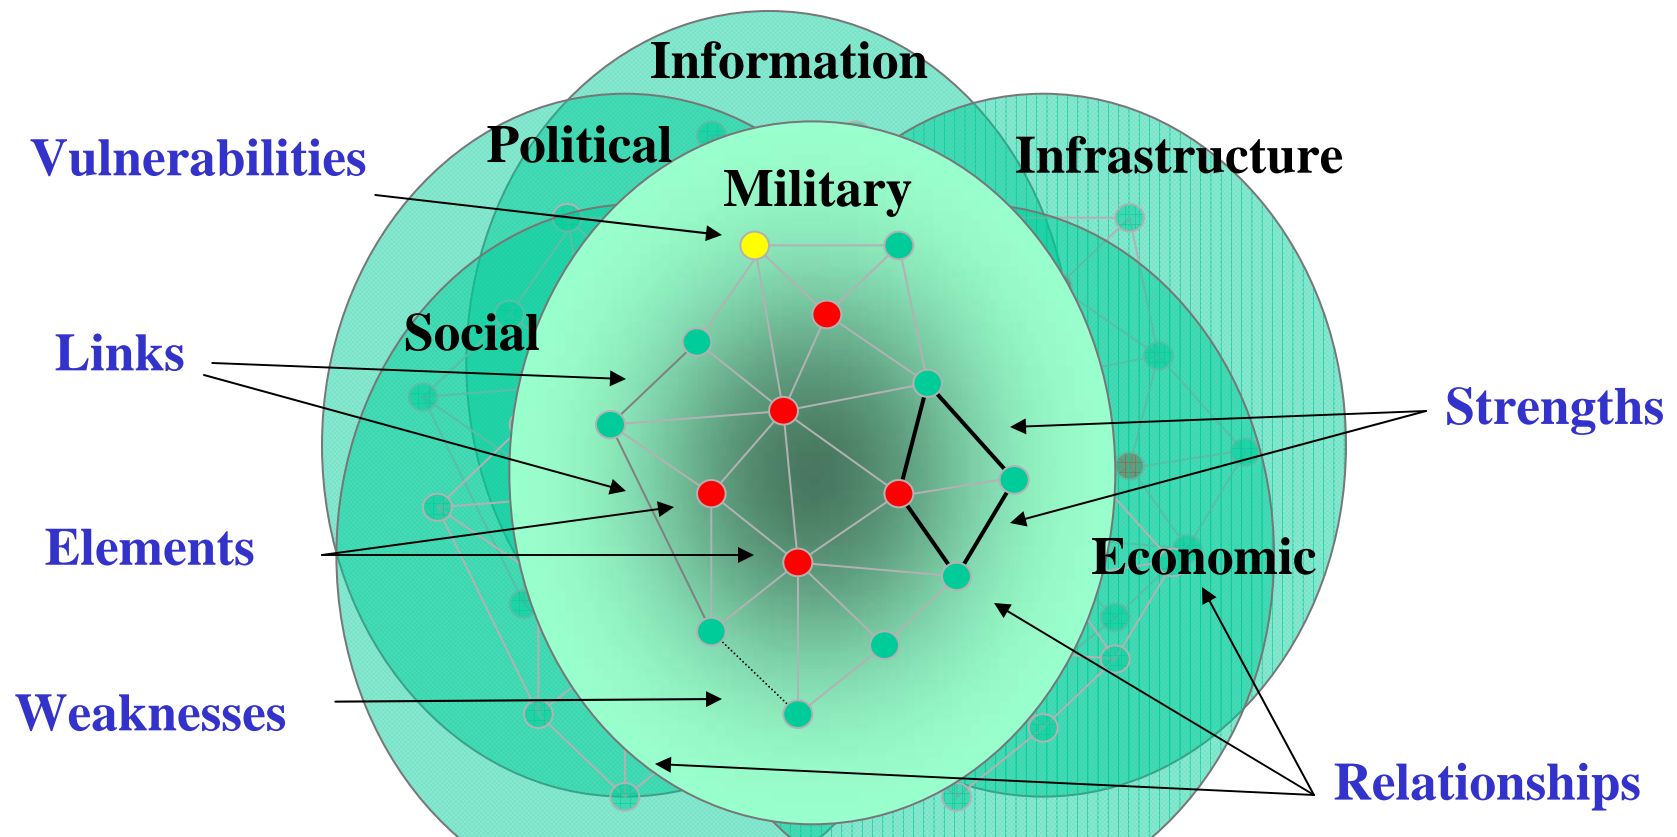 Information
Political
Infrastructure
Vulnerabilities
Military
Social
Links
Strengths
Elements
Economic
Weaknesses
Relationships